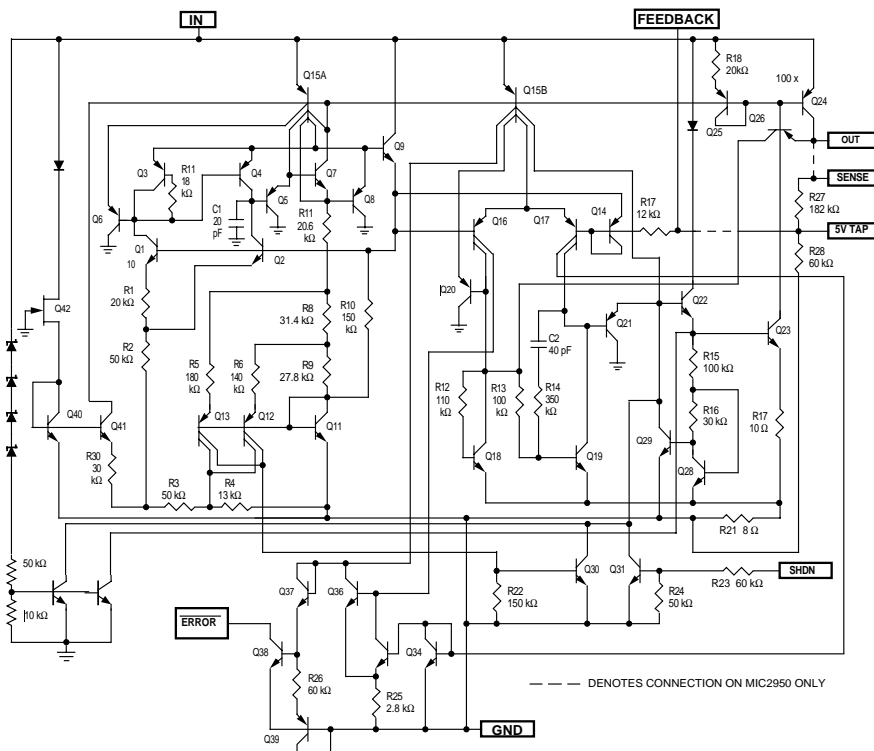 IN
FEEDBACK
R18
20kΩ
100 x
Q24
Q15A
Q15B
Q25
Q26
OUT
Q9
SENSE
Q3
R11
18
kΩ
Q4
Q7
C1
20
pF
Q5
Q8
Q6
R11
20.6
kΩ
Q16
Q17
Q14
R17
12 kΩ
R27
182 kΩ
5V TAP
R28
60 kΩ
Q1
10
Q2
Q20
Q42
R1
20 kΩ
R8
31.4 kΩ
R10
150
kΩ
Q21
Q22
Q23
R2
50 kΩ
C2
40 pF
R15
100 kΩ
R5
180
kΩ
R6
140
kΩ
R9
27.8 kΩ
R12
110
kΩ
R13
100
kΩ
R14
350
kΩ
R16
30 kΩ
R17
10 Ω
Q40
Q41
Q13
Q12
Q11
Q29
Q18
Q19
Q28
R30
30
kΩ
R3
50 kΩ
R4
13 kΩ
R21 8 Ω
50 kΩ
10 kΩ
Q37
Q36
R22
150 kΩ
Q30
Q31
R24
50 kΩ
R23 60 kΩ
SHDN
ERROR
Q38
Q34
R26
60 kΩ
R25
2.8 kΩ
DENOTES CONNECTION ON MIC2950 ONLY
Q39
GND